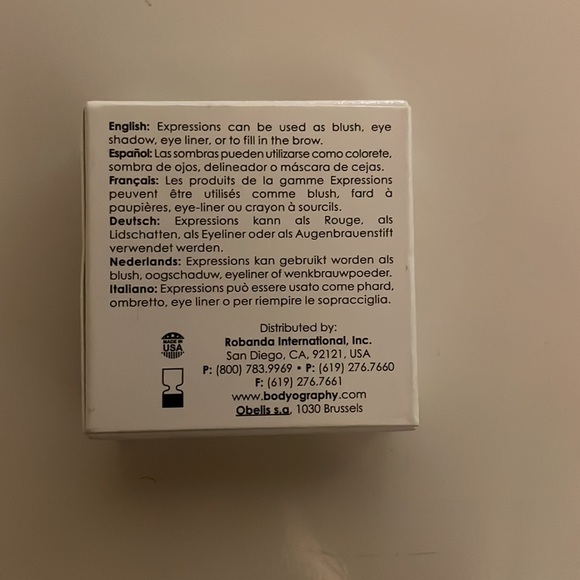 English: Expressions can be used as blush, eye
shadow, eye liner, or to fill in the brow.
Español: Las sombras pueden utilizarse como colorete,
sombra de ojos, delineador o máscara de cejas.
Français: Les produits de la gamme Expressions
peuvent être utilisés comme blush, fard à
paupières, eye-liner ou crayon à sourcils.
Deutsch: Expressions kann als Rouge, als
Lidschatten, als Eyeliner oder als Augenbrauenstift
verwendet werden.
Nederlands: Expressions kan gebruikt worden als
blush, oogschaduw, eyeliner of wenkbrauwpoeder.
Italiano: Expressions può essere usato come phard,
ombretto, eye liner o per riempire le sopracciglia.
Distributed by:
Robanda International, Inc.
San Diego, CA, 92121, USA
P: (800) 783.9969 • P: (619) 276.7660
F: (619) 276.7661
www.bodyography.com
Obelis s.a, 1030 Brussels
MADE IN
USA